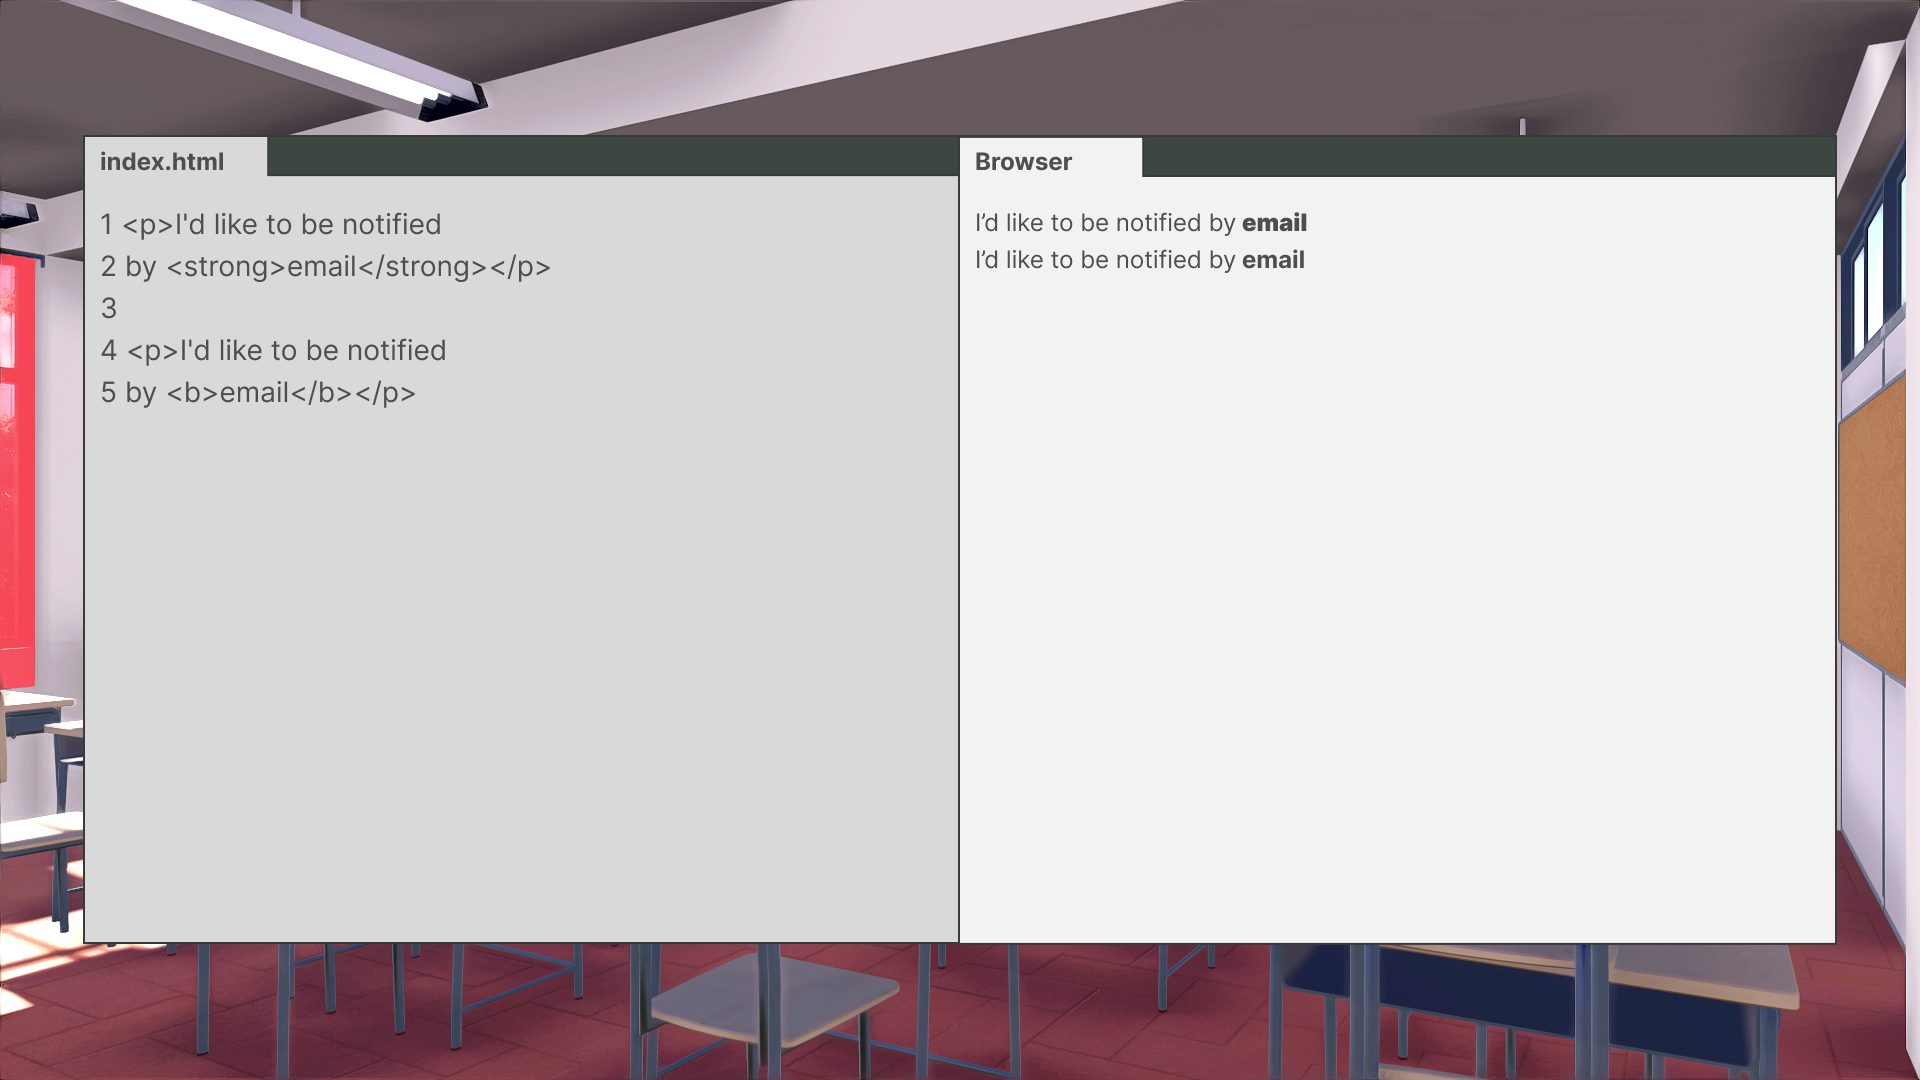 index.html
1 <p>I'd like to be notified
2 by <strong>email</strong></p>
3
4 <p>I'd like to be notified
5 by <b>email</b></p>
Browser
I’d like to be notified by email
I’d like to be notified by email